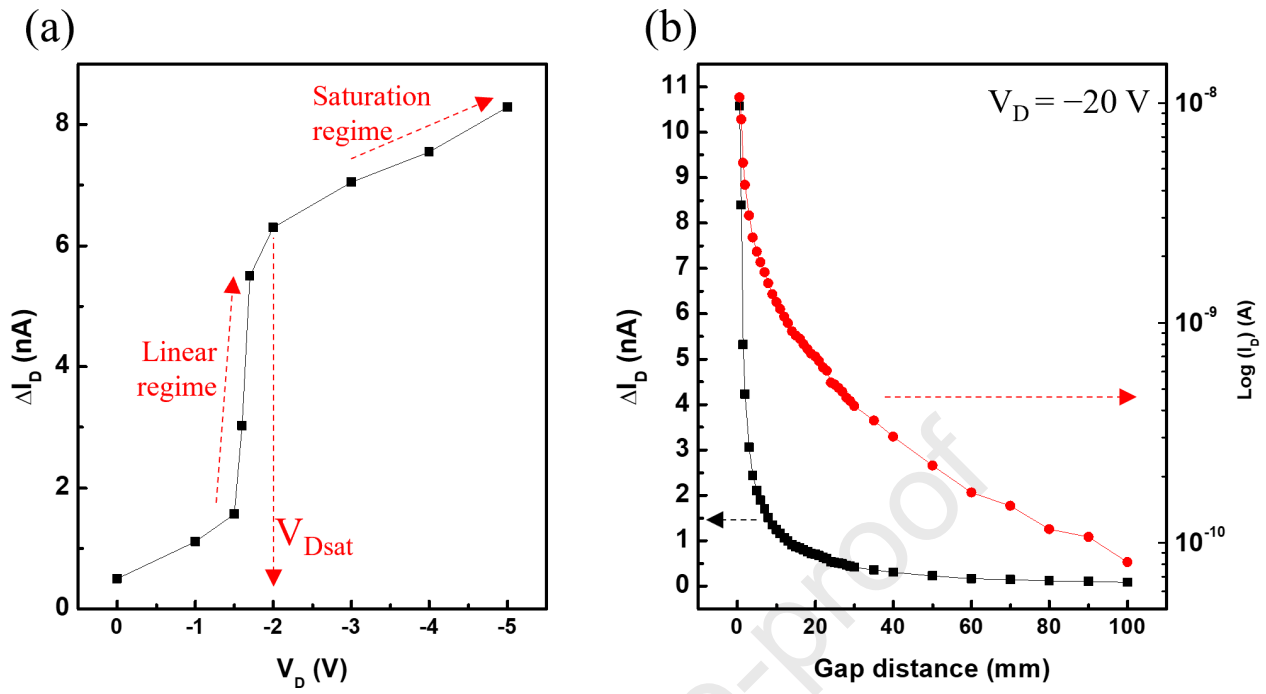 (a)
8
6
4
2
0
ΔI_D (nA)
Saturation
regime
Linear
regime
V_Dsat
0 -1 -2 -3 -4 -5
V_D (V)
(b)
V_D = −20 V
11
10
9
8
7
6
5
4
3
2
1
0
ΔI_D (nA)
10^-8
10^-9
10^-10
Log (I_D) (A)
0 20 40 60 80 100
Gap distance (mm)
e-proof